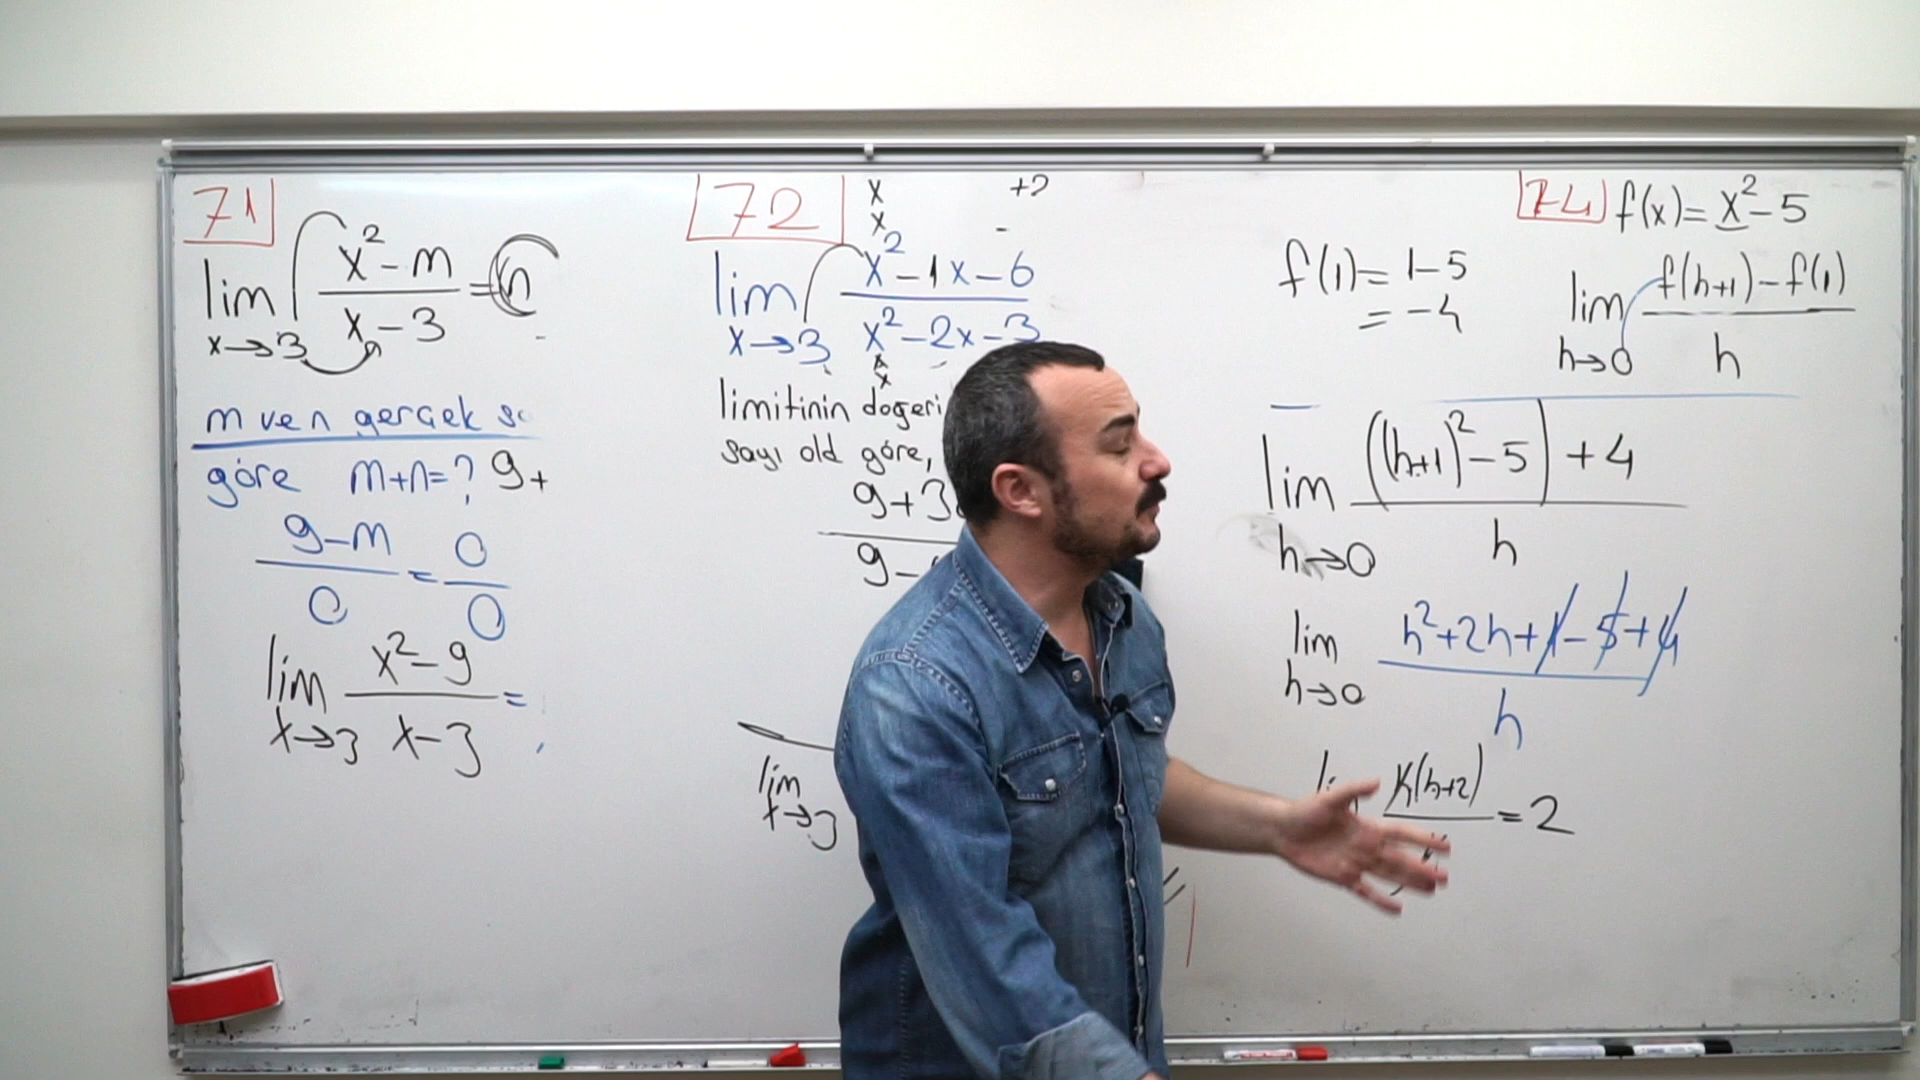 71
lim x→3 (x² - m)/(x - 3) = n
m ve n gerçek
göre m+n=? 9+
(9-m)/0 = 0/0
lim x→3 (x² - 9)/(x - 3) =
72
x +2
x -
lim x→3 (x² - 1x - 6)/(x² - 2x - 3
x
x
limitinin değeri
sayı old göre,
9+3
9-
lim
x→3
74 f(x) = x² - 5
f(1) = 1-5
= -4
lim h→0 (f(h+1) - f(1))/h
lim h→0 (((h+1)² - 5) + 4)/h
lim h→0 (h² + 2h + 1 - 5 + 4)/h
h(h+2)/h = 2